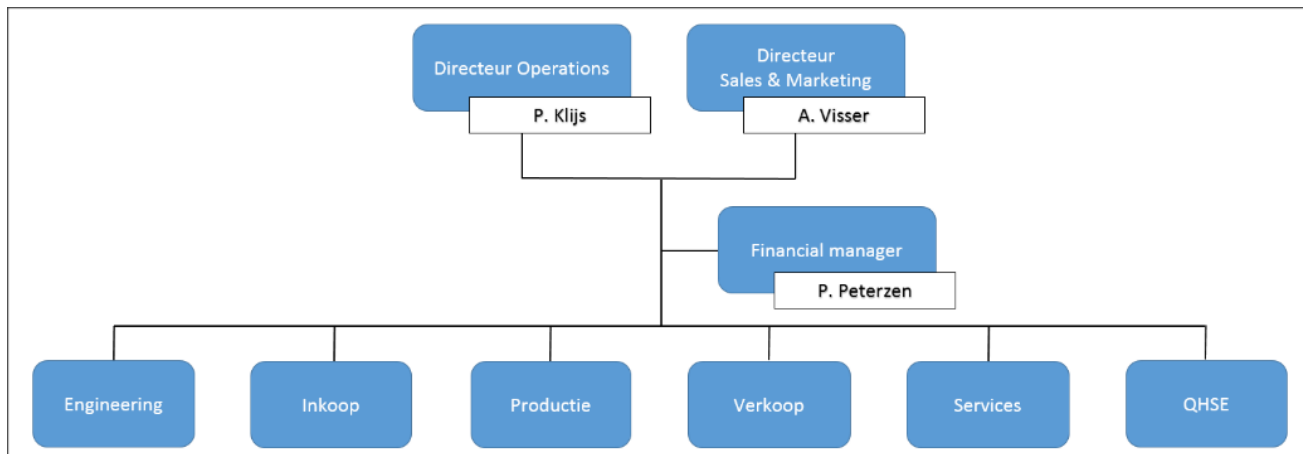 Directeur Operations
P. Klijs
Directeur
Sales & Marketing
A. Visser
Financial manager
P. Peterzen
Engineering
Inkoop
Productie
Verkoop
Services
QHSE